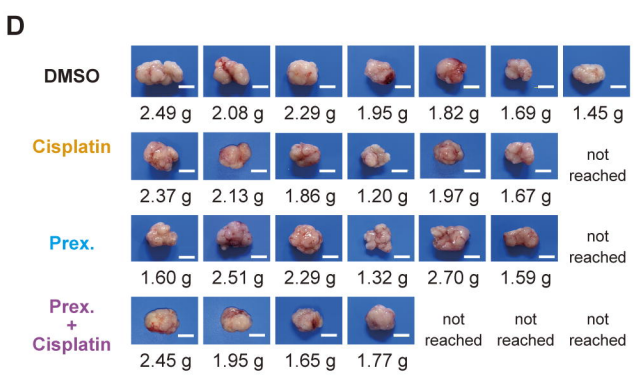 D
DMSO
2.49 g 2.08 g 2.29 g 1.95 g 1.82 g 1.69 g 1.45 g
Cisplatin
not
reached
2.37 g 2.13 g 1.86 g 1.20 g 1.97 g 1.67 g
Prex.
not
reached
1.60 g 2.51 g 2.29 g 1.32 g 2.70 g 1.59 g
Prex.
+
Cisplatin
not not not
reached reached reached
2.45 g 1.95 g 1.65 g 1.77 g